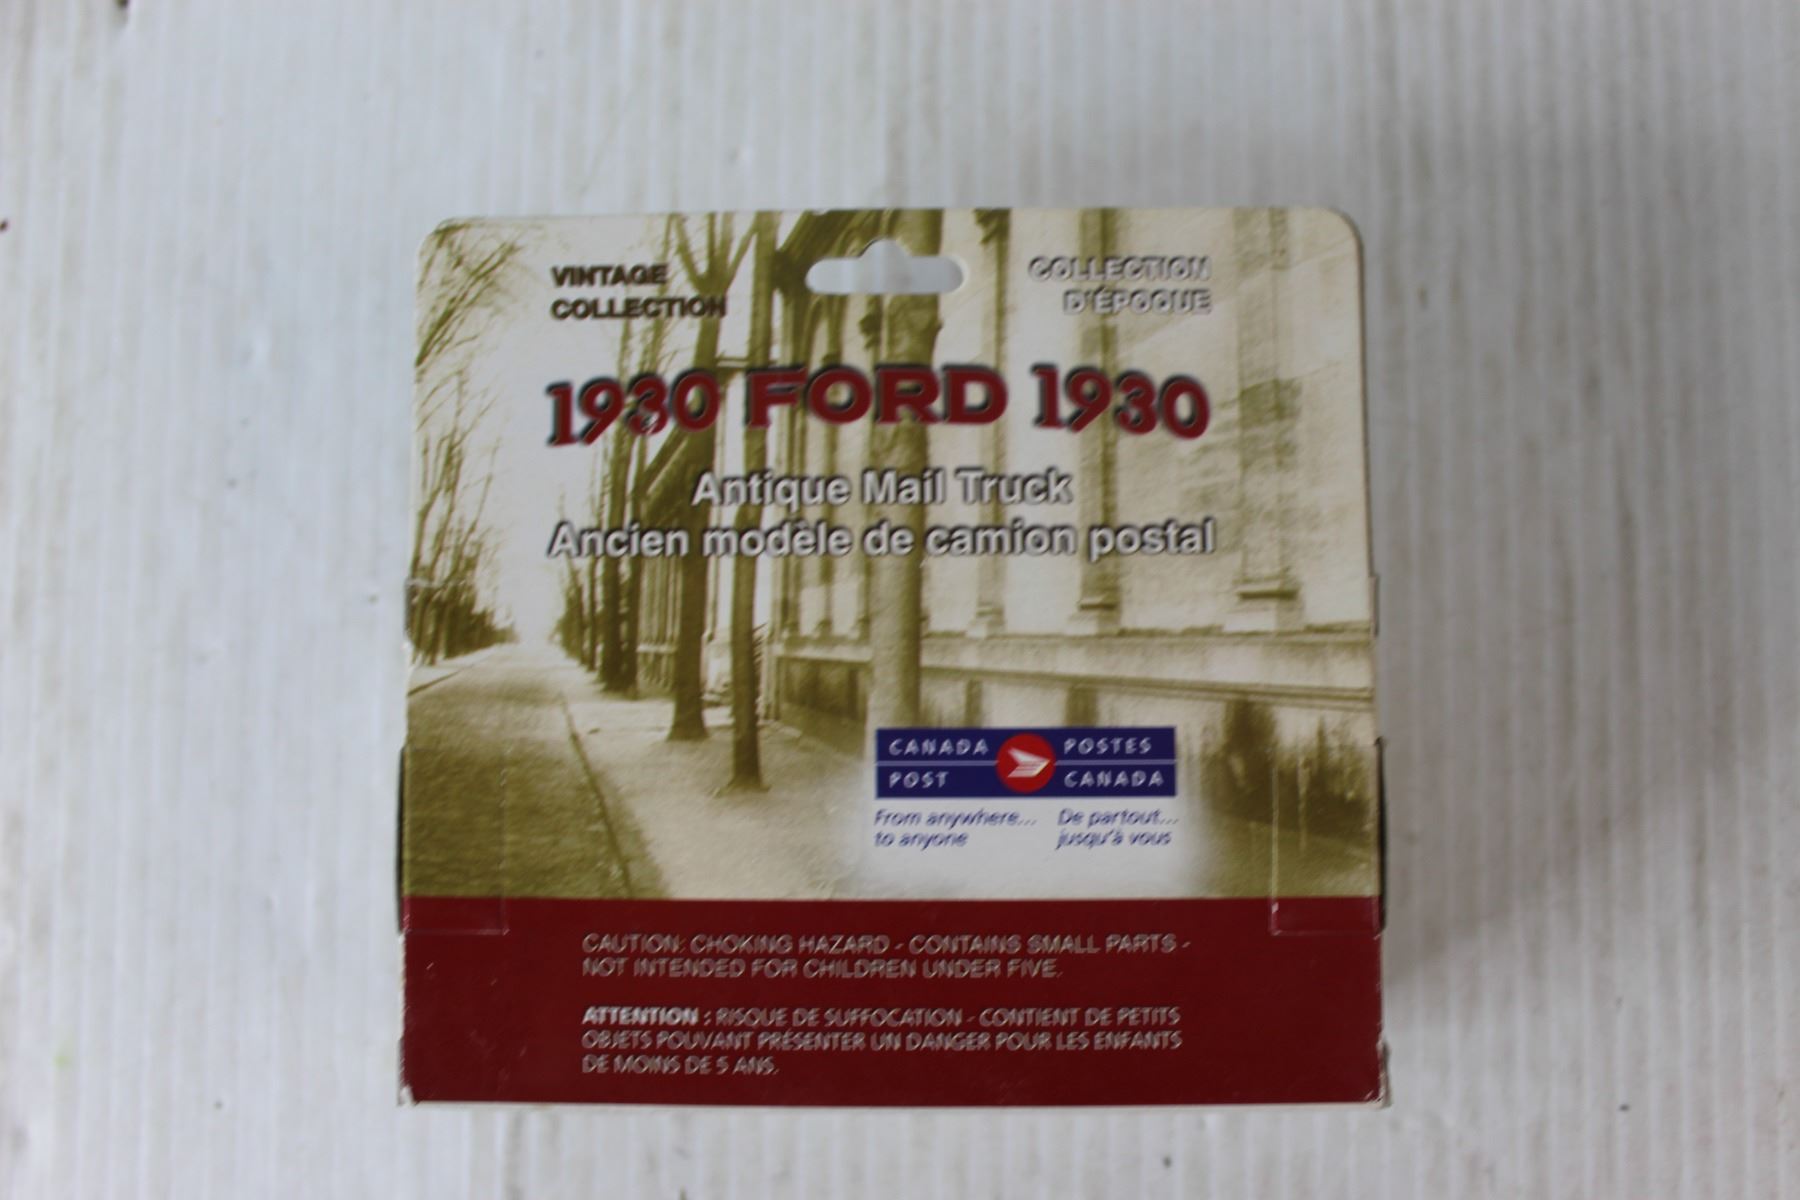 VINTAGE
COLLECTION
COLLECTION
D'ÉPOQUE
1930 FORD 1930
Antique Mail Truck
Ancien modèle de camion postal
CANADA POSTES
POST CANADA
From anywhere... De partout...
to anyone jusqu'à vous
CAUTION: CHOKING HAZARD - CONTAINS SMALL PARTS -
NOT INTENDED FOR CHILDREN UNDER FIVE.
ATTENTION : RISQUE DE SUFFOCATION - CONTIENT DE PETITS
OBJETS POUVANT PRÉSENTER UN DANGER POUR LES ENFANTS
DE MOINS DE 5 ANS.